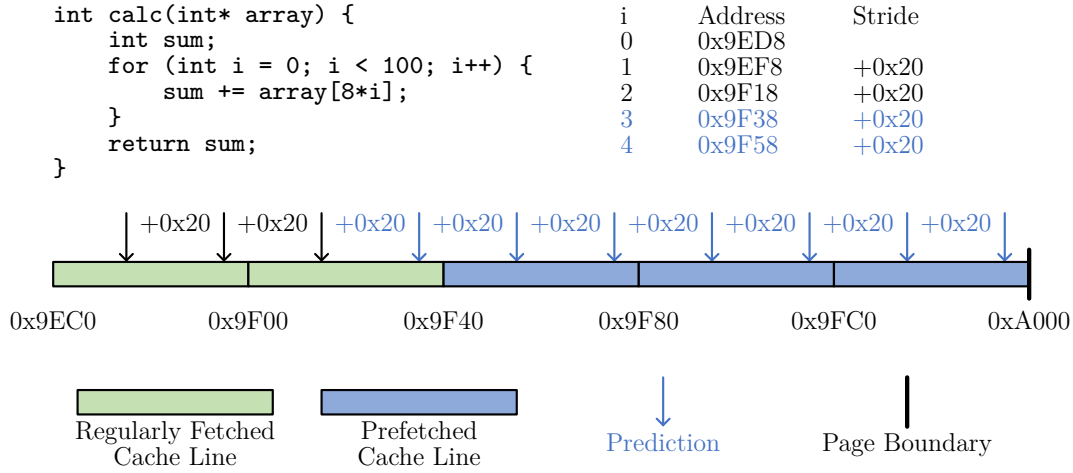 int calc(int* array) {
    int sum;
    for (int i = 0; i < 100; i++) {
        sum += array[8*i];
    }
    return sum;
}
i Address Stride
0 0x9ED8
1 0x9EF8 +0x20
2 0x9F18 +0x20
3 0x9F38 +0x20
4 0x9F58 +0x20
+0x20 +0x20 +0x20 +0x20 +0x20 +0x20 +0x20 +0x20 +0x20
0x9EC0 0x9F00 0x9F40 0x9F80 0x9FC0 0xA000
Regularly Fetched
Cache Line
Prefetched
Cache Line
Prediction
Page Boundary